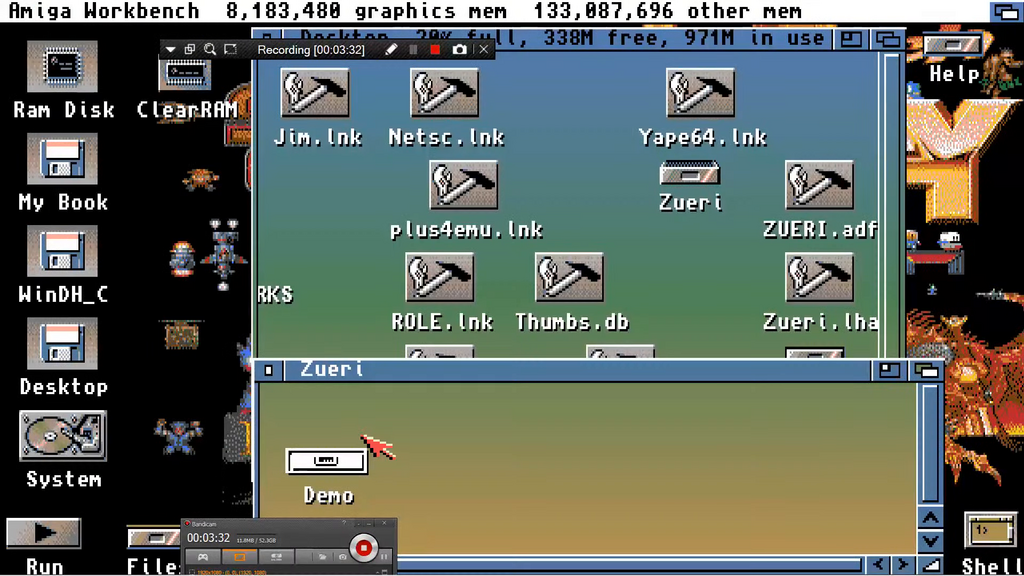 Amiga Workbench 8,183,480 graphics mem 133,087,696 other mem
Recording [00:03:32]
Desktop 20% full, 338M free, 971M in use
Ram Disk
ClearRAM
Jim.lnk
Netsc.lnk
Yape64.lnk
Help
My Book
plus4emu.lnk
Zueri
ZUERI.adf
WinDH_C
RKS
ROLE.lnk
Thumbs.db
Zueri.lha
Desktop
Zueri
System
Demo
Bandicam
00:03:32
11.8MB / 52.3GB
1920x1080 - (0, 0), (1920, 1080)
Run
Files
1>
Shell